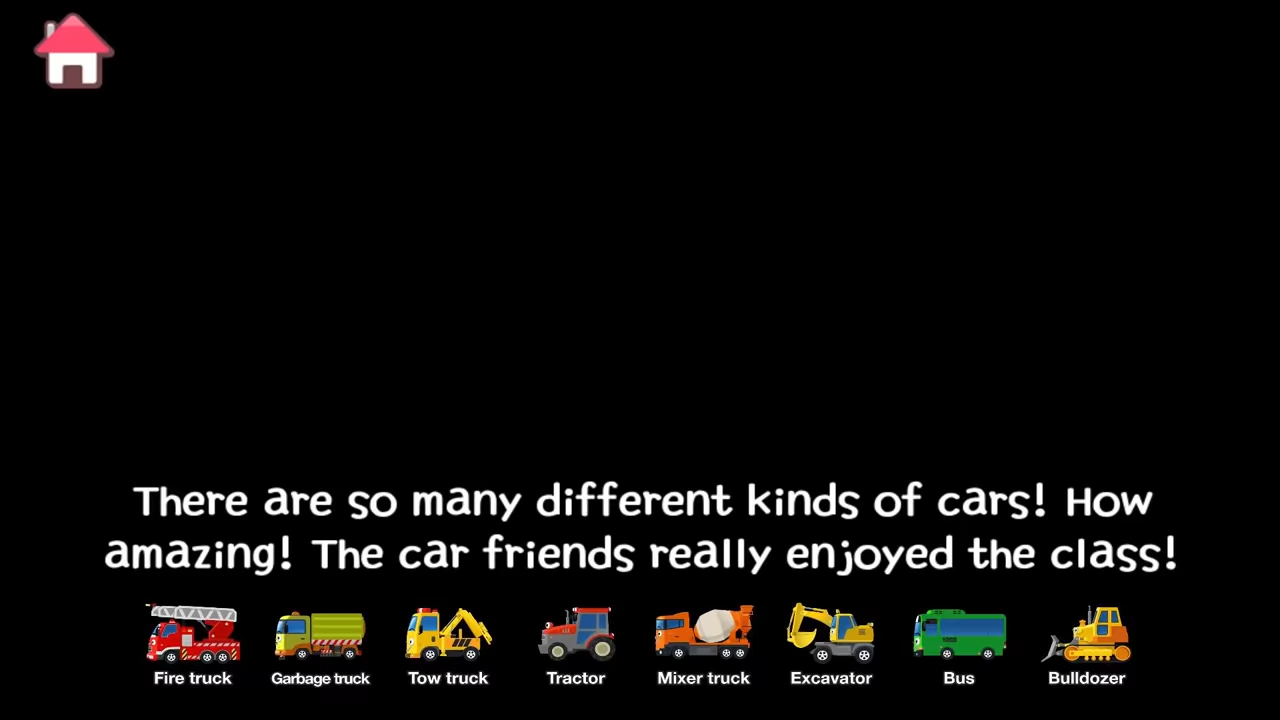 There are so many different kinds of cars! How
amazing! The car friends really enjoyed the class!
Fire truck
Garbage truck
Tow truck
Tractor
Mixer truck
Excavator
Bus
Bulldozer